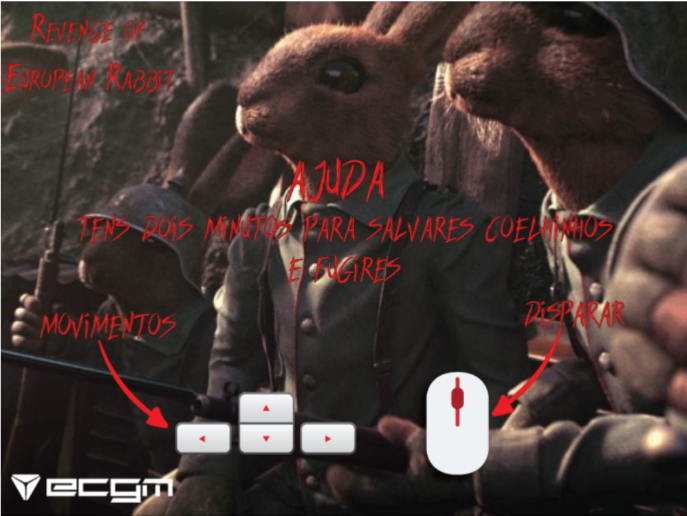 Revenge of
European Rabbit
AJUDA
TENS DOIS MINUTOS PARA SALVARES COELHINHOS
E FUGIRES
MOVIMENTOS
DISPARAR
ecgm